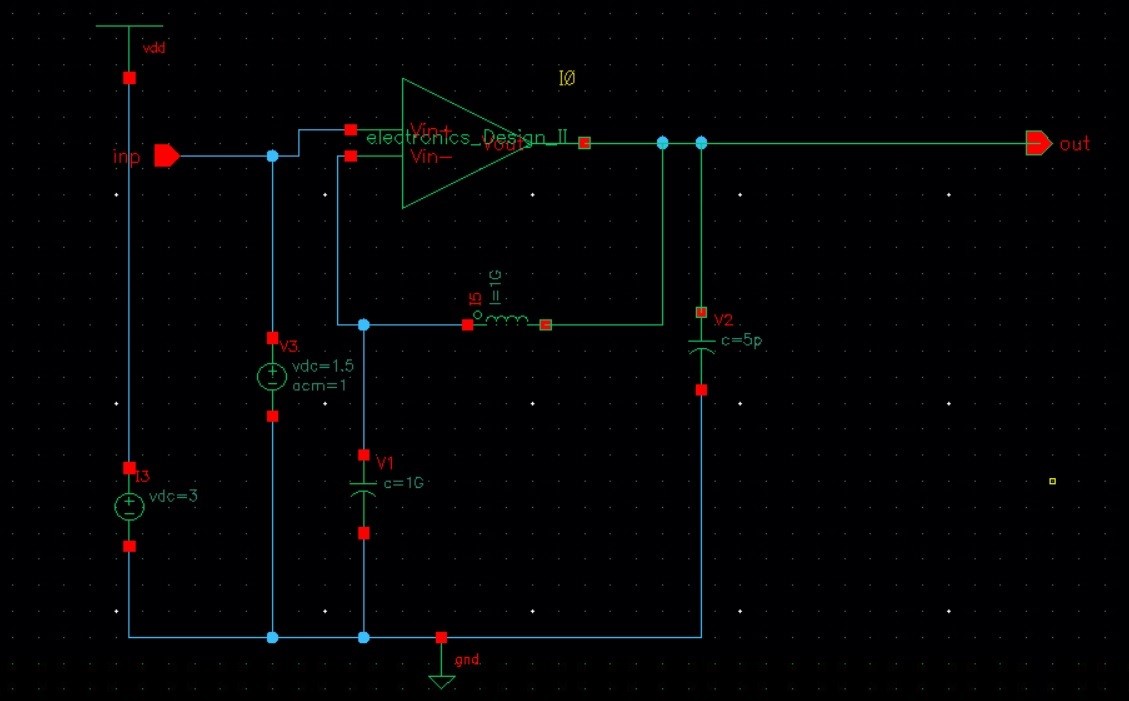 vdd
I0
inp
Vin+
electronics_Design_II
Vout
Vin-
out
I5
l=1G
V2
c=5p
V3
vdc=1.5
acm=1
V1
c=1G
I3
vdc=3
gnd